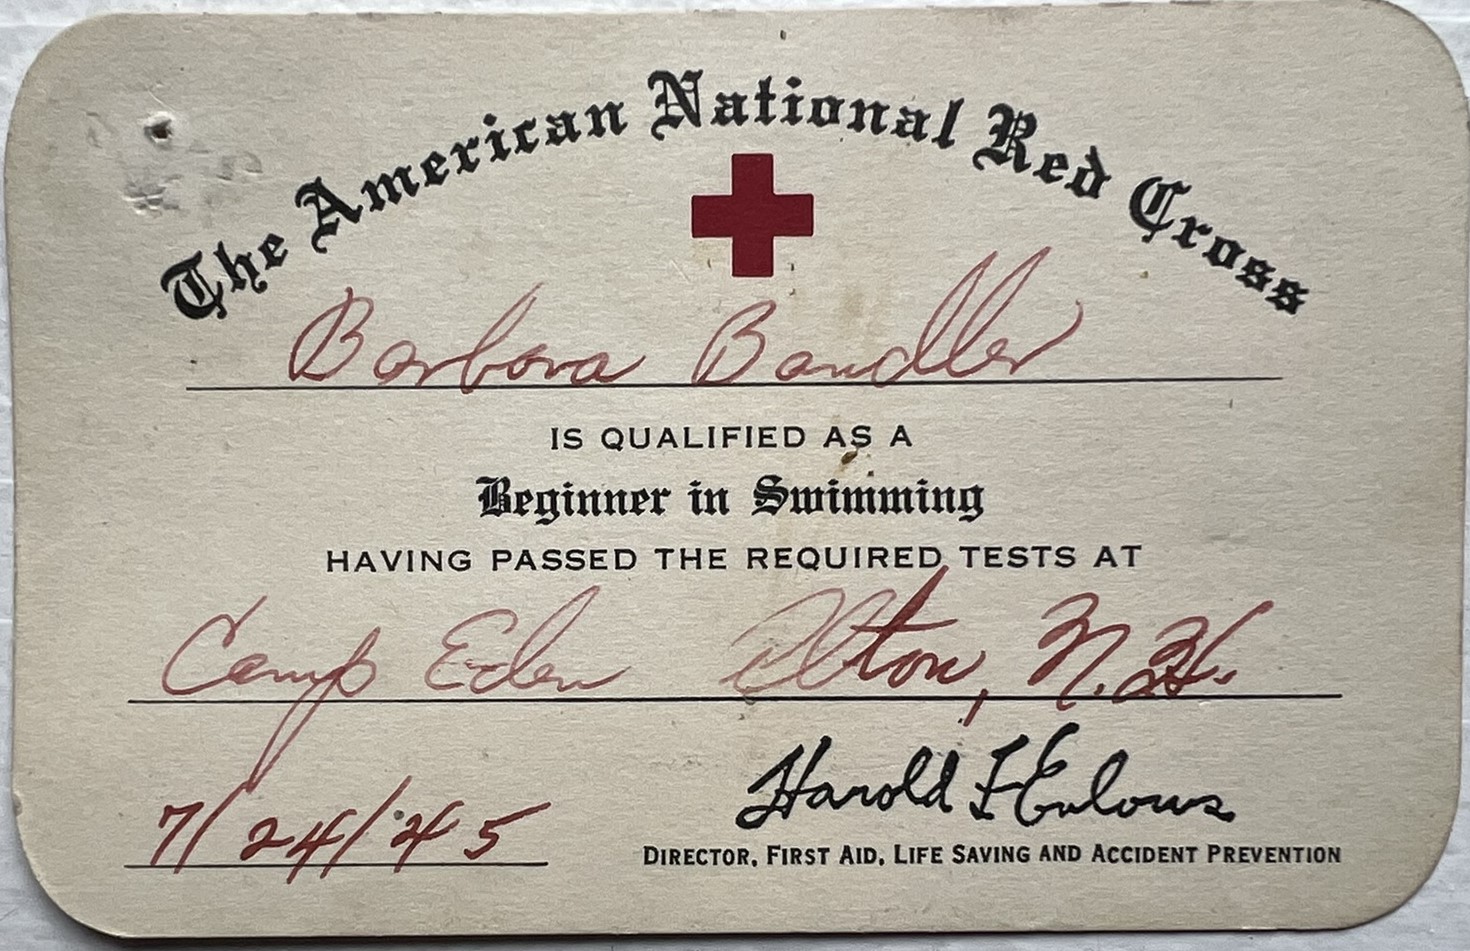 The American National Red Cross
Barbara Bandler
IS QUALIFIED AS A
Beginner in Swimming
HAVING PASSED THE REQUIRED TESTS AT
Camp Eden Alton, N.H.
7/24/45
Harold F Enlows
DIRECTOR, FIRST AID, LIFE SAVING AND ACCIDENT PREVENTION